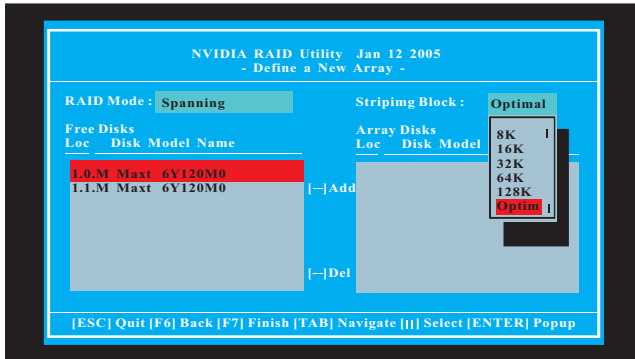 NVIDIA RAID Utility Jan 12 2005
- Define a New Array -
RAID Mode : Spanning
Stripimg Block : Optimal
Free Disks
Loc Disk Model Name
Array Disks
Loc Disk Model
8K
16K
32K
64K
128K
Optim
1.0.M Maxt 6Y120M0
1.1.M Maxt 6Y120M0
[—]Add
[—]Del
[ESC] Quit [F6] Back [F7] Finish [TAB] Navigate [||] Select [ENTER] Popup